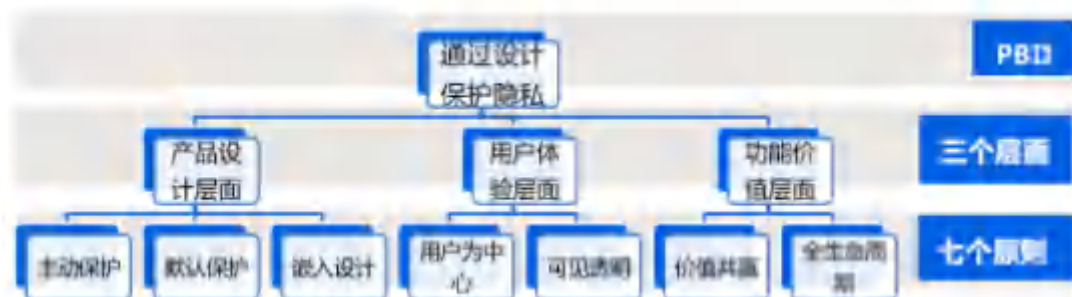 通过设计
保护隐私
PBD
产品设
计层面
用户体
验层面
功能价
值层面
三个层面
主动保护
默认保护
嵌入设计
用户为中
心
可见透明
价值共赢
全生命周
期
七个原则